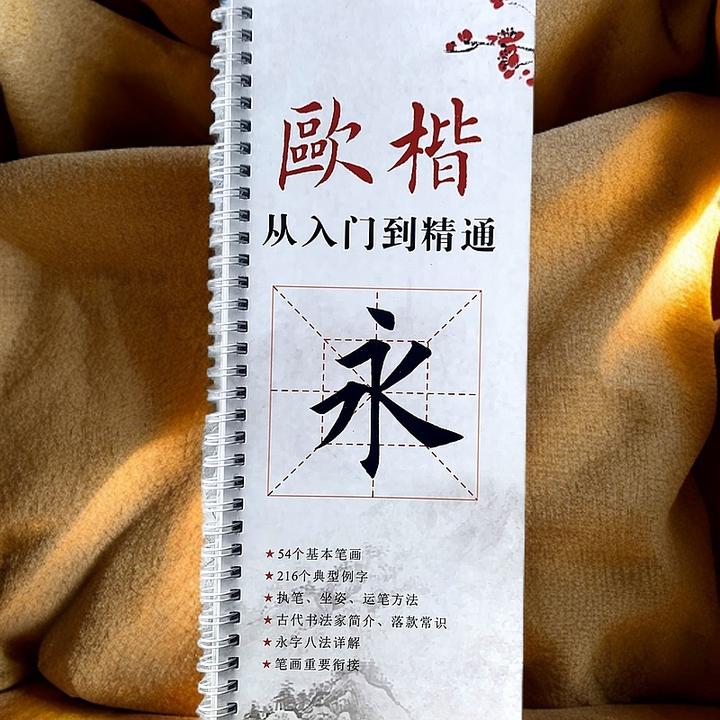 歐楷
从入门到精通
永
★54个基本笔画
★216个典型例字
★执笔、坐姿、运笔方法
★古代书法家简介、落款常识
★永字八法详解
★笔画重要衔接